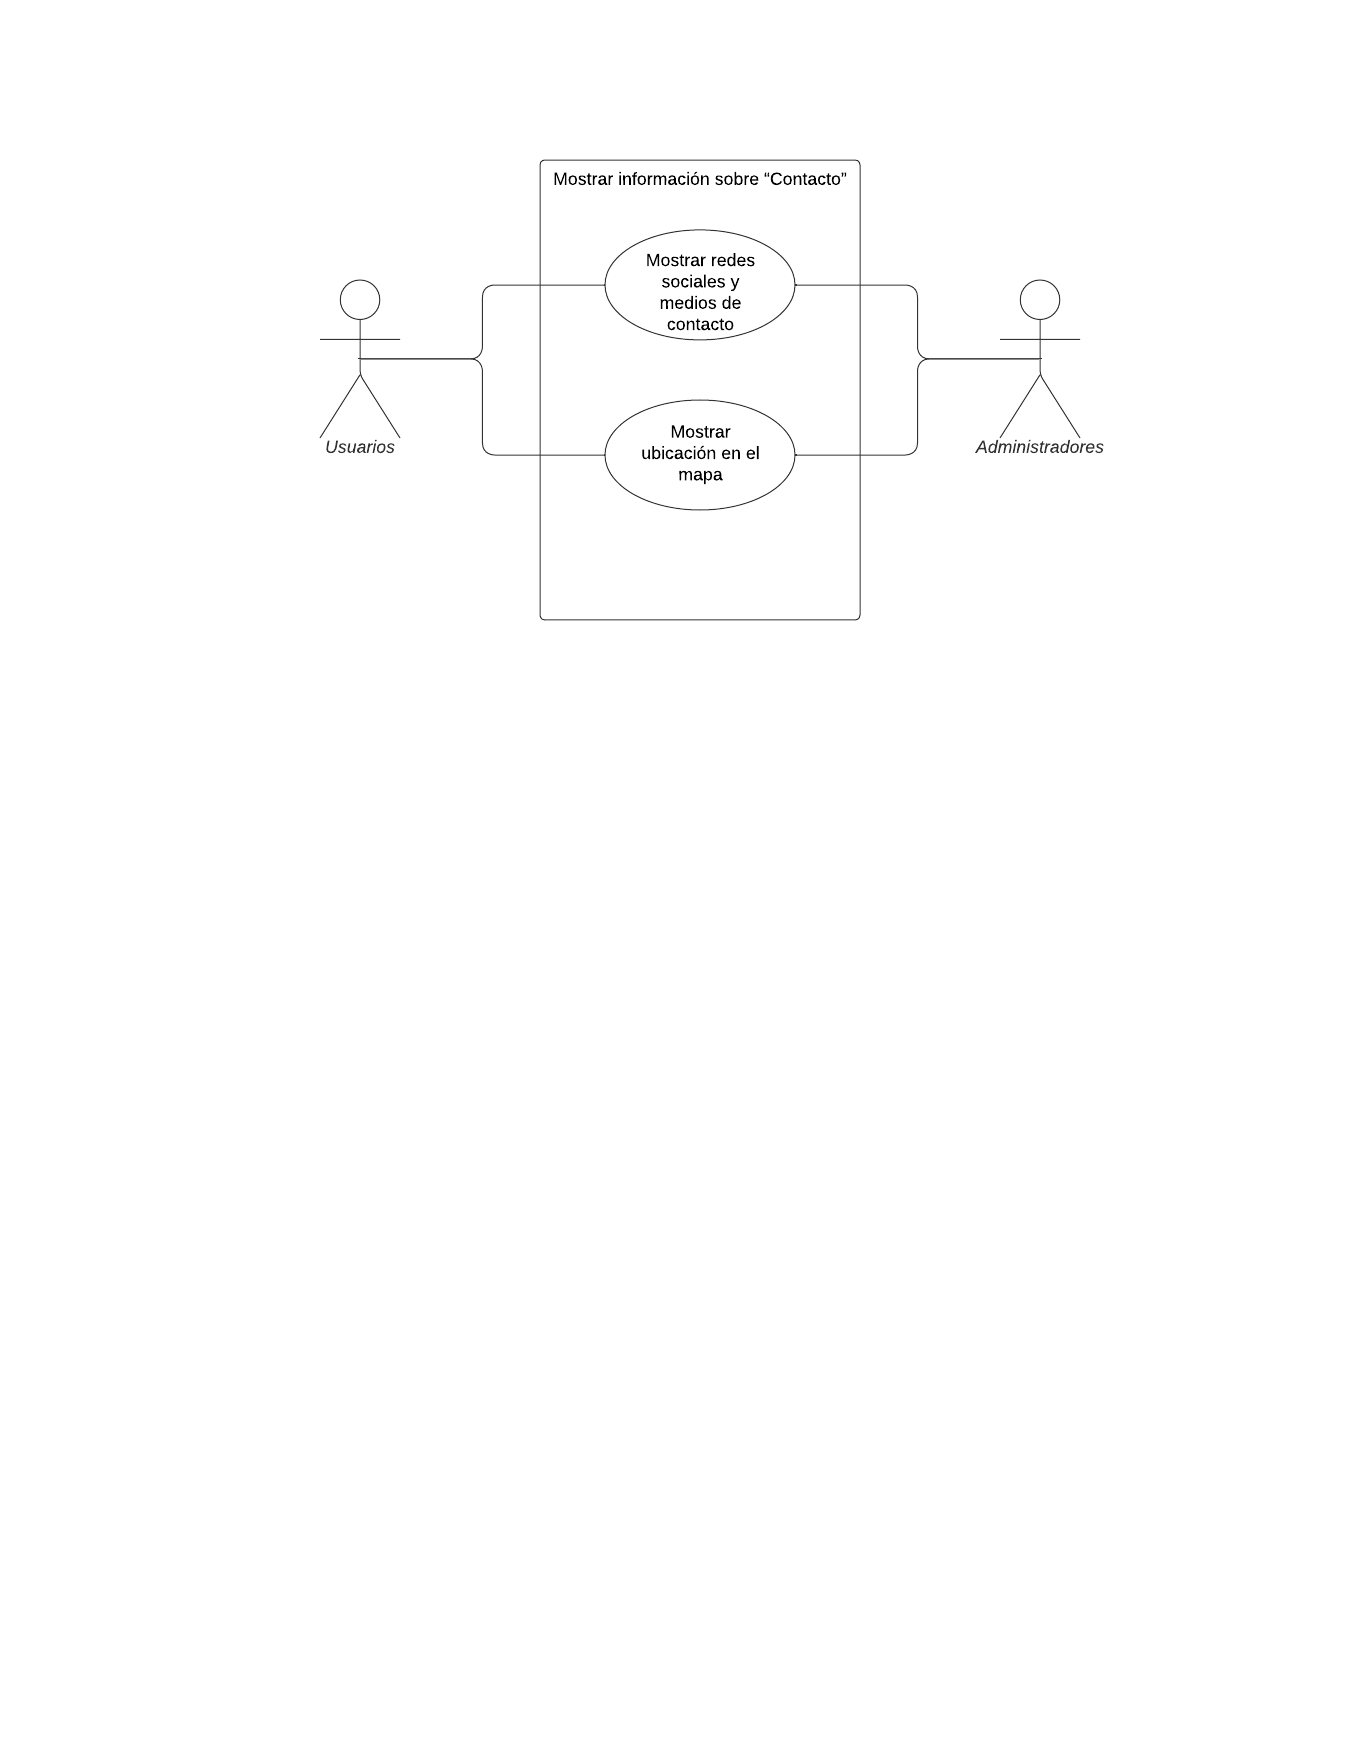 Mostrar información sobre “Contacto”
Mostrar redes
sociales y
medios de
contacto
Usuarios
Administradores
Mostrar
ubicación en el
mapa